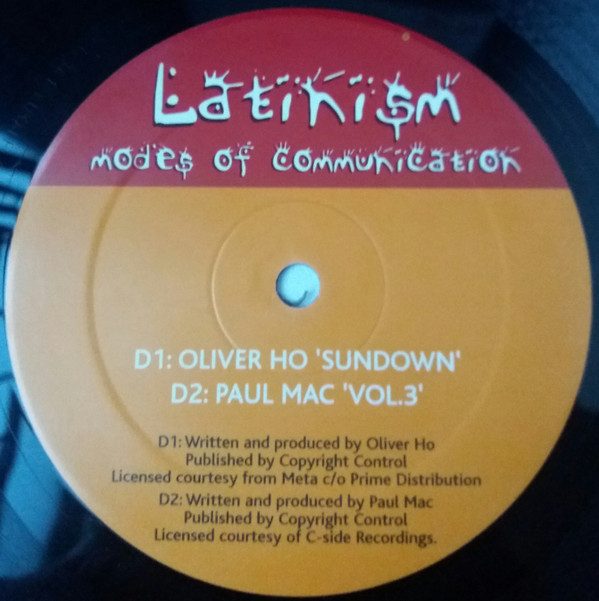 Latinism
modes of communication
D1: OLIVER HO 'SUNDOWN'
D2: PAUL MAC 'VOL.3'
D1: Written and produced by Oliver Ho
Published by Copyright Control
Licensed courtesy from Meta c/o Prime Distribution
D2: Written and produced by Paul Mac
Published by Copyright Control
Licensed courtesy of C-side Recordings.